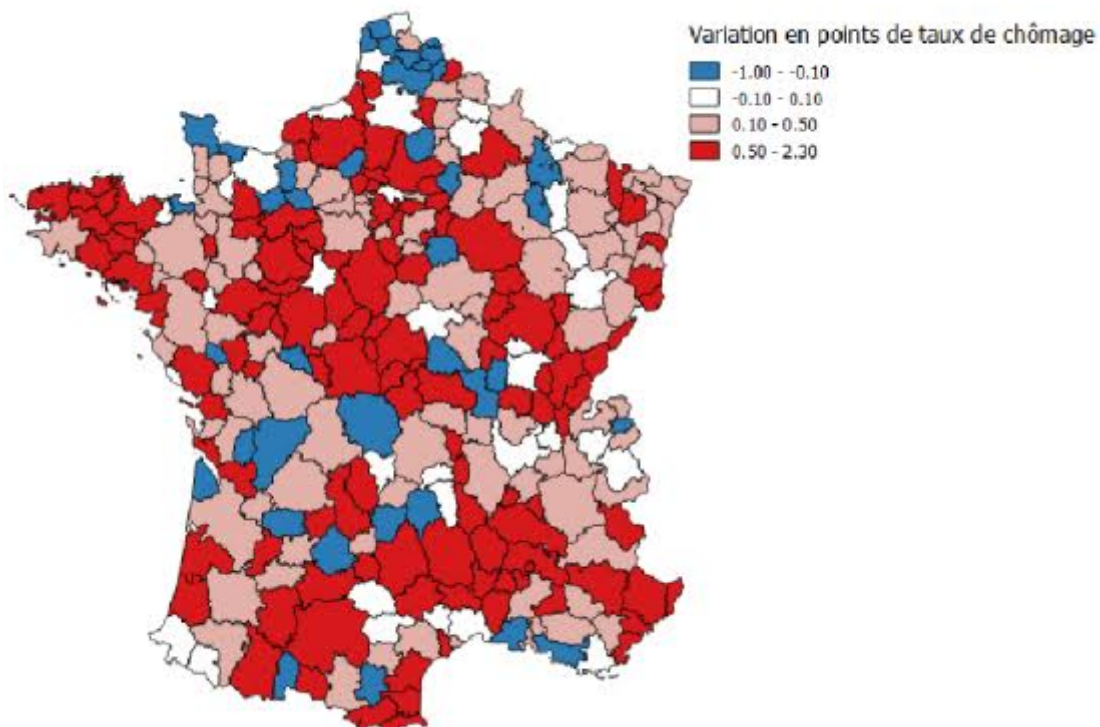 Variation en points de taux de chômage
-1.00 - -0.10
-0.10 - 0.10
0.10 - 0.50
0.50 - 2.30